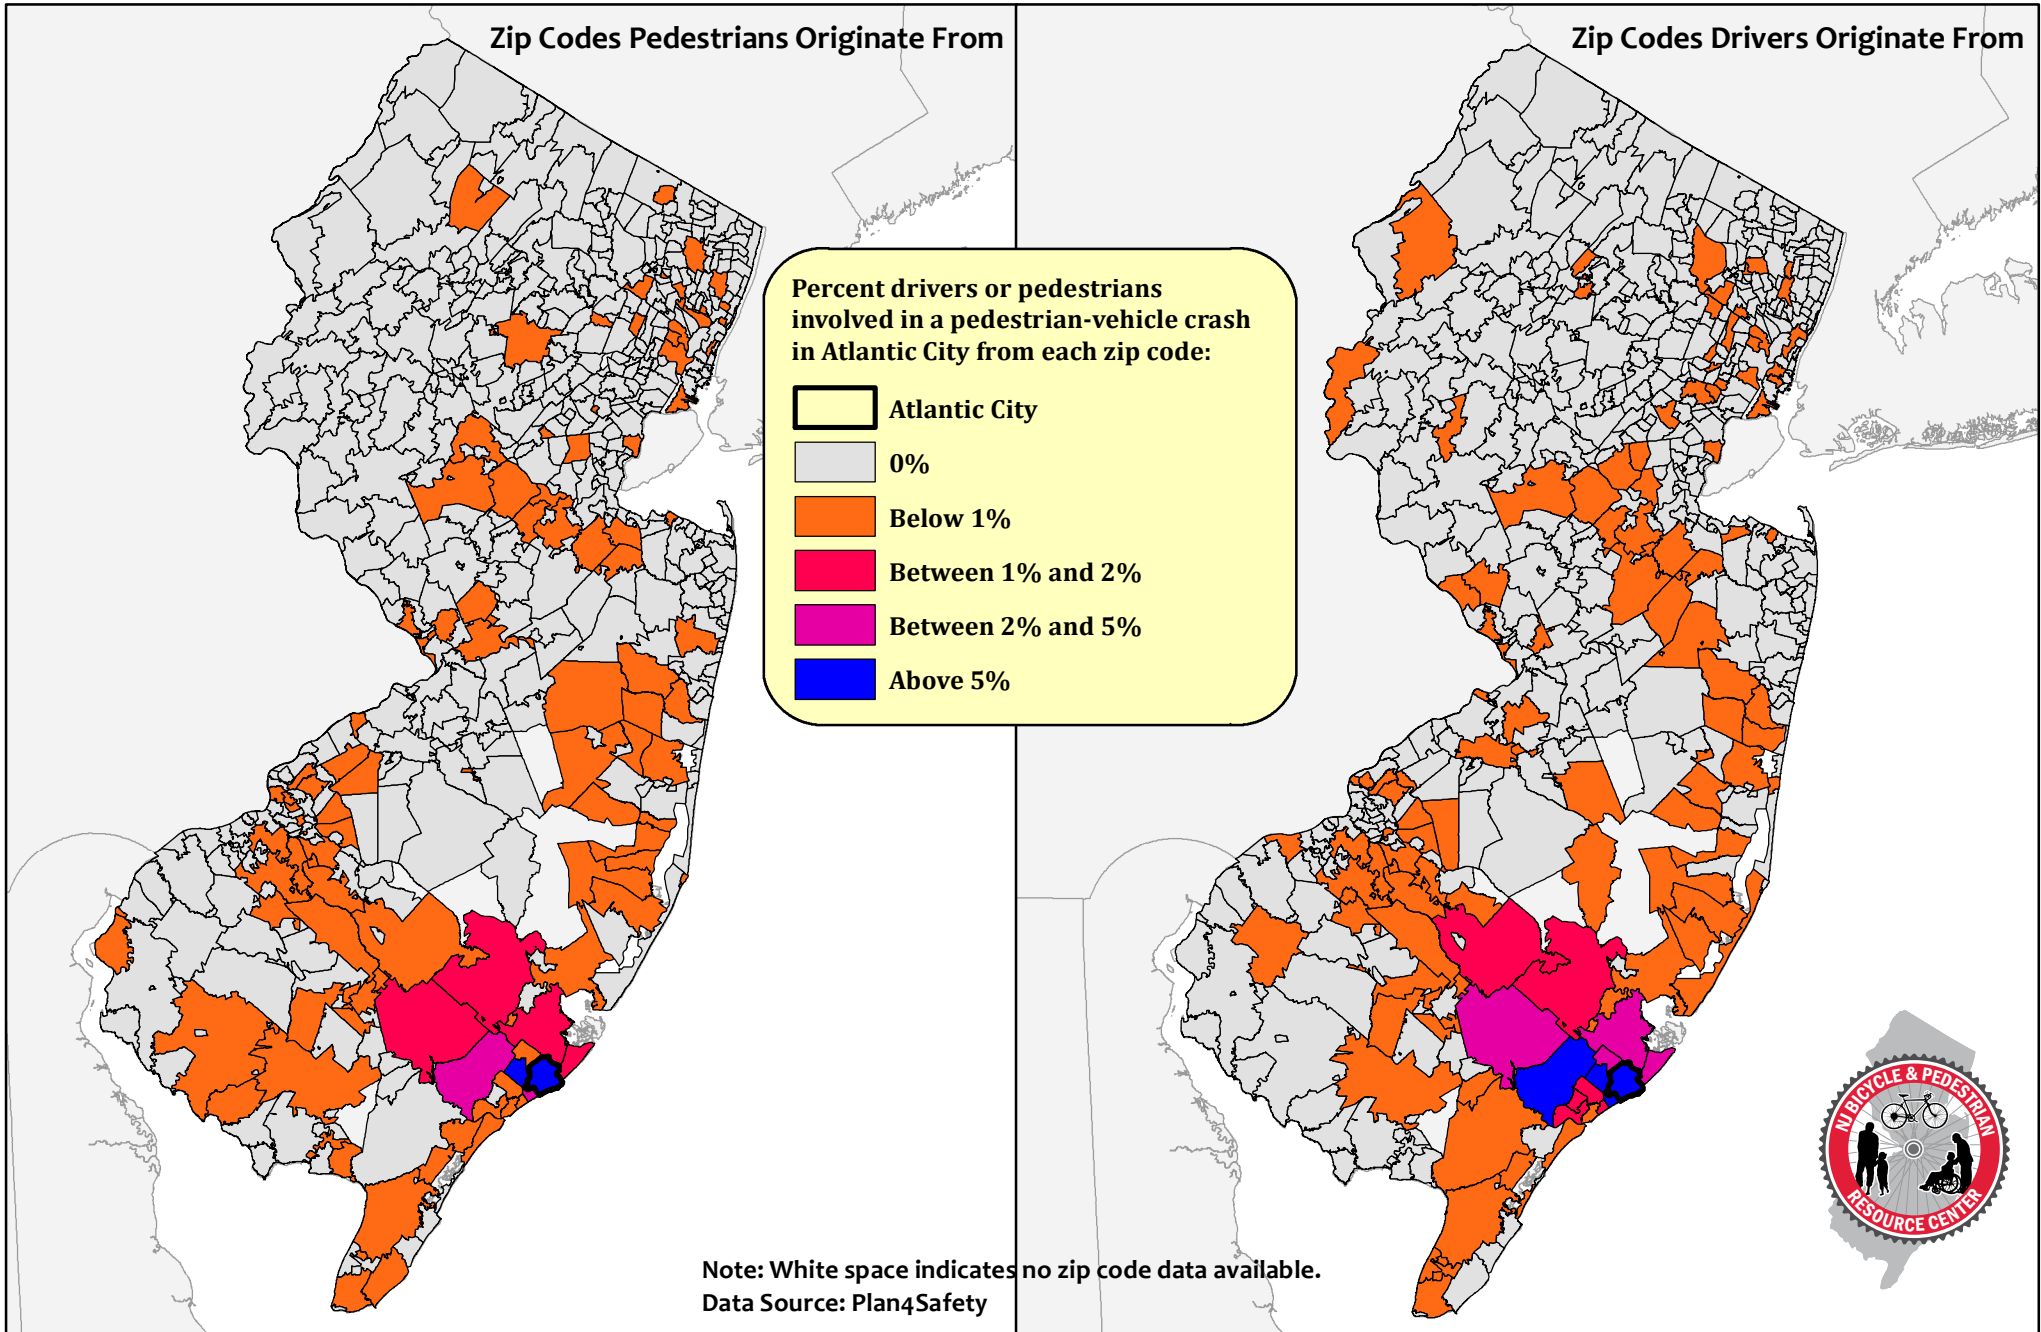 Zip Codes Pedestrians Originate From
Zip Codes Drivers Originate From
Percent drivers or pedestrians
involved in a pedestrian-vehicle crash
in Atlantic City from each zip code:
Atlantic City
0%
Below 1%
Between 1% and 2%
Between 2% and 5%
Above 5%
NJ BICYCLE & PEDESTRIAN
RESOURCE CENTER
Note: White space indicates no zip code data available.
Data Source: Plan4Safety